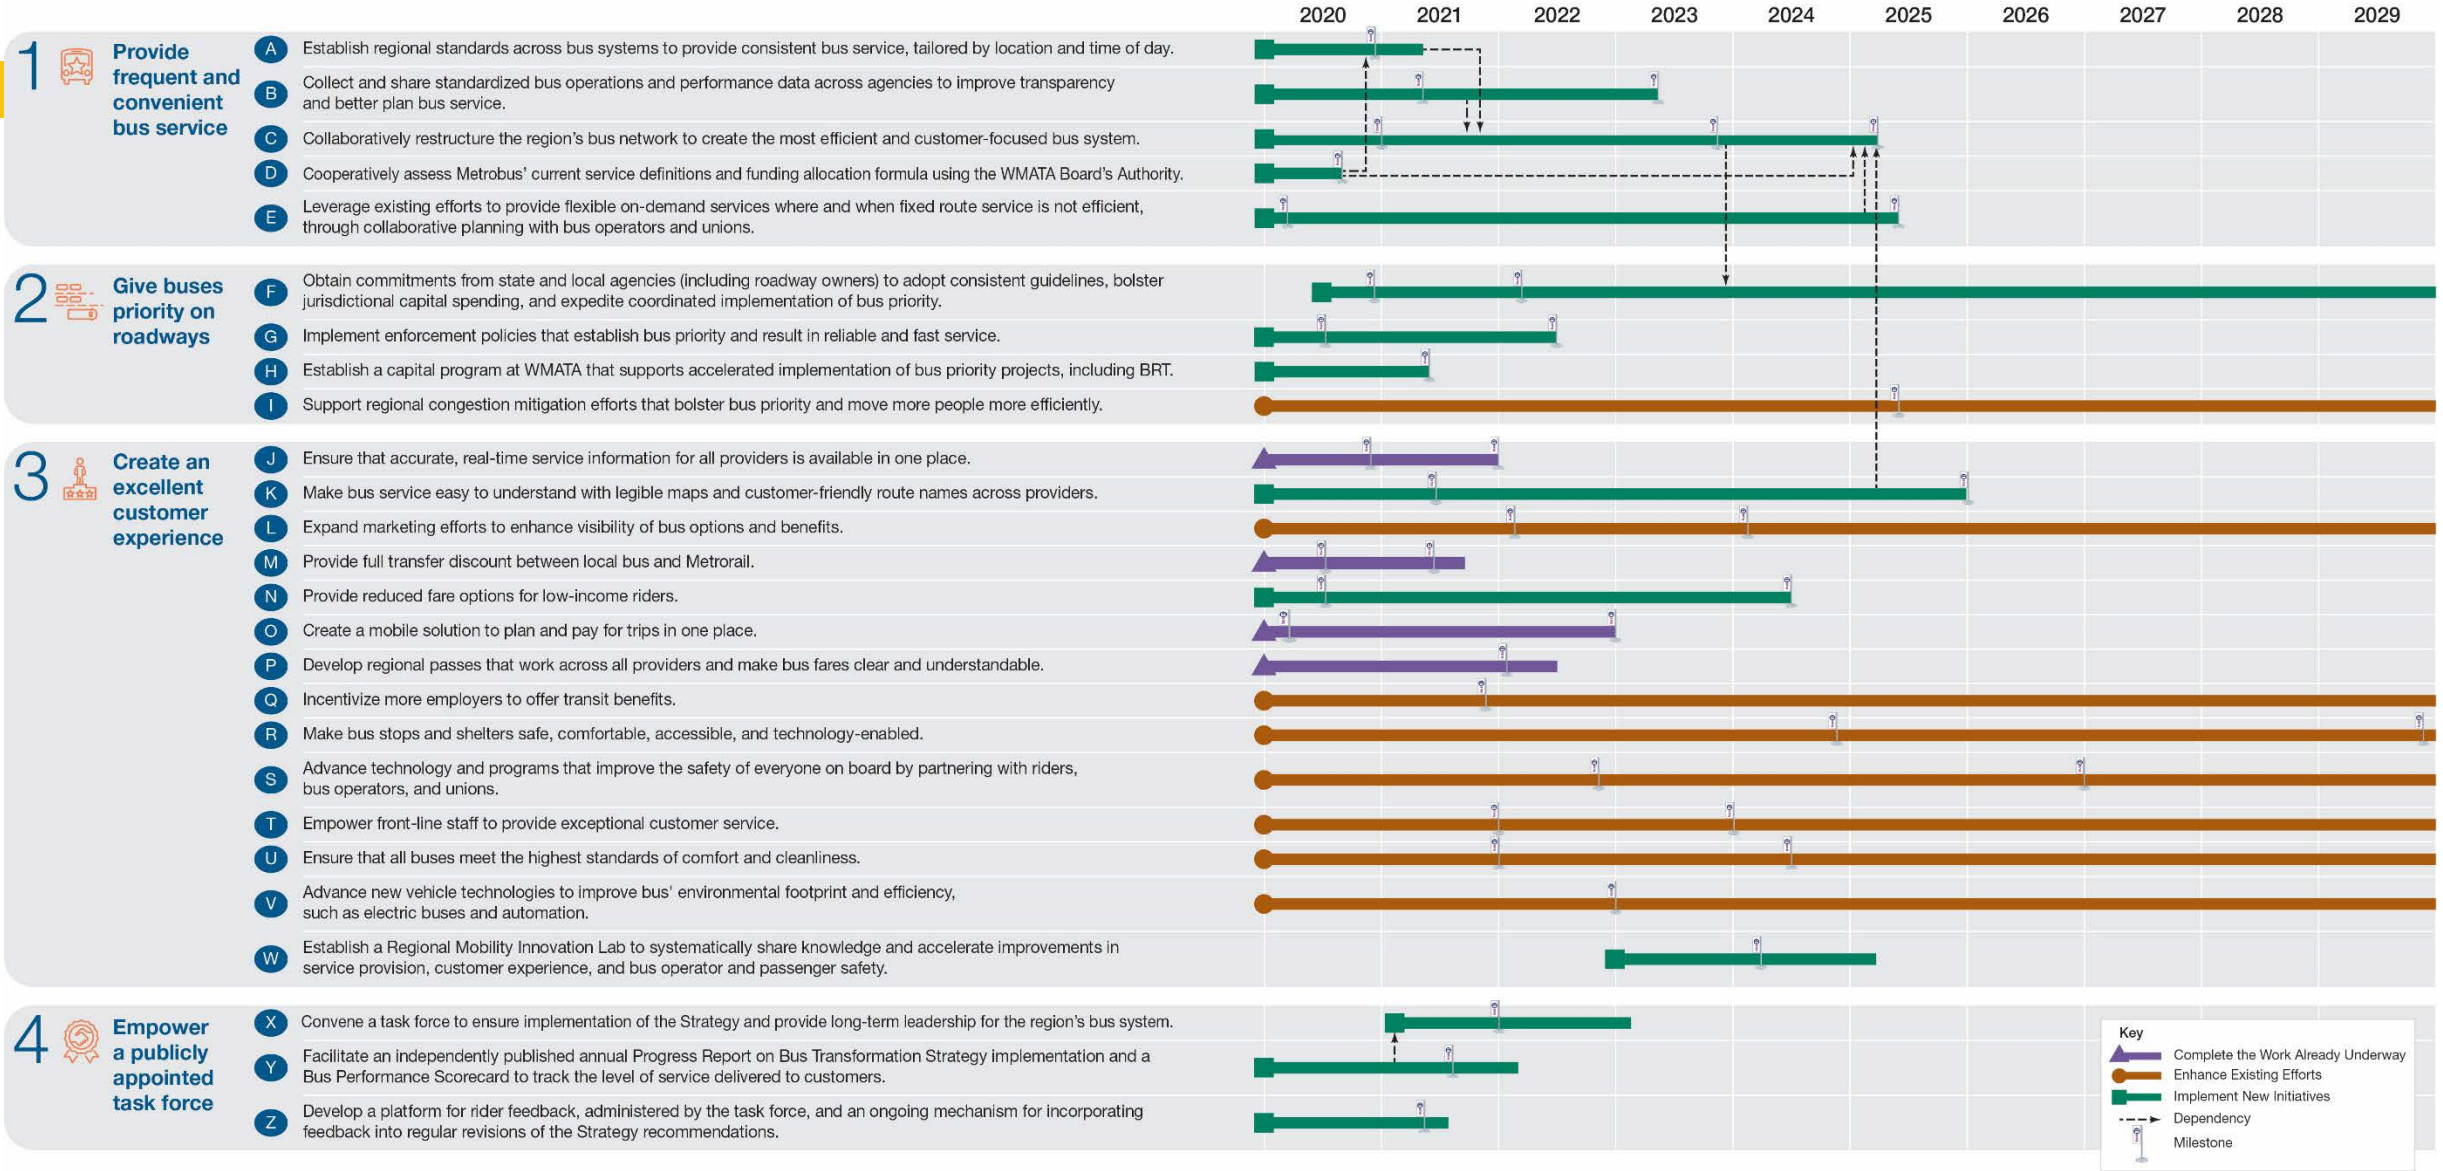 2020 2021 2022 2023 2024 2025 2026 2027 2028 2029
1
Provide
frequent and
convenient
bus service
A Establish regional standards across bus systems to provide consistent bus service, tailored by location and time of day.
B Collect and share standardized bus operations and performance data across agencies to improve transparency
and better plan bus service.
C Collaboratively restructure the region's bus network to create the most efficient and customer-focused bus system.
D Cooperatively assess Metrobus' current service definitions and funding allocation formula using the WMATA Board's Authority.
E Leverage existing efforts to provide flexible on-demand services where and when fixed route service is not efficient,
through collaborative planning with bus operators and unions.
2
Give buses
priority on
roadways
F Obtain commitments from state and local agencies (including roadway owners) to adopt consistent guidelines, bolster
jurisdictional capital spending, and expedite coordinated implementation of bus priority.
G Implement enforcement policies that establish bus priority and result in reliable and fast service.
H Establish a capital program at WMATA that supports accelerated implementation of bus priority projects, including BRT.
I Support regional congestion mitigation efforts that bolster bus priority and move more people more efficiently.
3
Create an
excellent
customer
experience
J Ensure that accurate, real-time service information for all providers is available in one place.
K Make bus service easy to understand with legible maps and customer-friendly route names across providers.
L Expand marketing efforts to enhance visibility of bus options and benefits.
M Provide full transfer discount between local bus and Metrorail.
N Provide reduced fare options for low-income riders.
O Create a mobile solution to plan and pay for trips in one place.
P Develop regional passes that work across all providers and make bus fares clear and understandable.
Q Incentivize more employers to offer transit benefits.
R Make bus stops and shelters safe, comfortable, accessible, and technology-enabled.
S Advance technology and programs that improve the safety of everyone on board by partnering with riders,
bus operators, and unions.
T Empower front-line staff to provide exceptional customer service.
U Ensure that all buses meet the highest standards of comfort and cleanliness.
V Advance new vehicle technologies to improve bus' environmental footprint and efficiency,
such as electric buses and automation.
W Establish a Regional Mobility Innovation Lab to systematically share knowledge and accelerate improvements in
service provision, customer experience, and bus operator and passenger safety.
4
Empower
a publicly
appointed
task force
X Convene a task force to ensure implementation of the Strategy and provide long-term leadership for the region's bus system.
Y Facilitate an independently published annual Progress Report on Bus Transformation Strategy implementation and a
Bus Performance Scorecard to track the level of service delivered to customers.
Z Develop a platform for rider feedback, administered by the task force, and an ongoing mechanism for incorporating
feedback into regular revisions of the Strategy recommendations.
Key
Complete the Work Already Underway
Enhance Existing Efforts
Implement New Initiatives
Dependency
Milestone